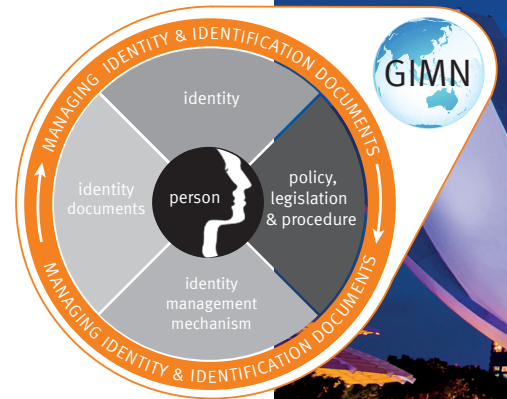 MANAGING IDENTITY & IDENTIFICATION DOCUMENTS
GIMN
identity
identity
documents
person
policy,
legislation
& procedure
identity
management
mechanism
MANAGING IDENTITY & IDENTIFICATION DOCUMENTS